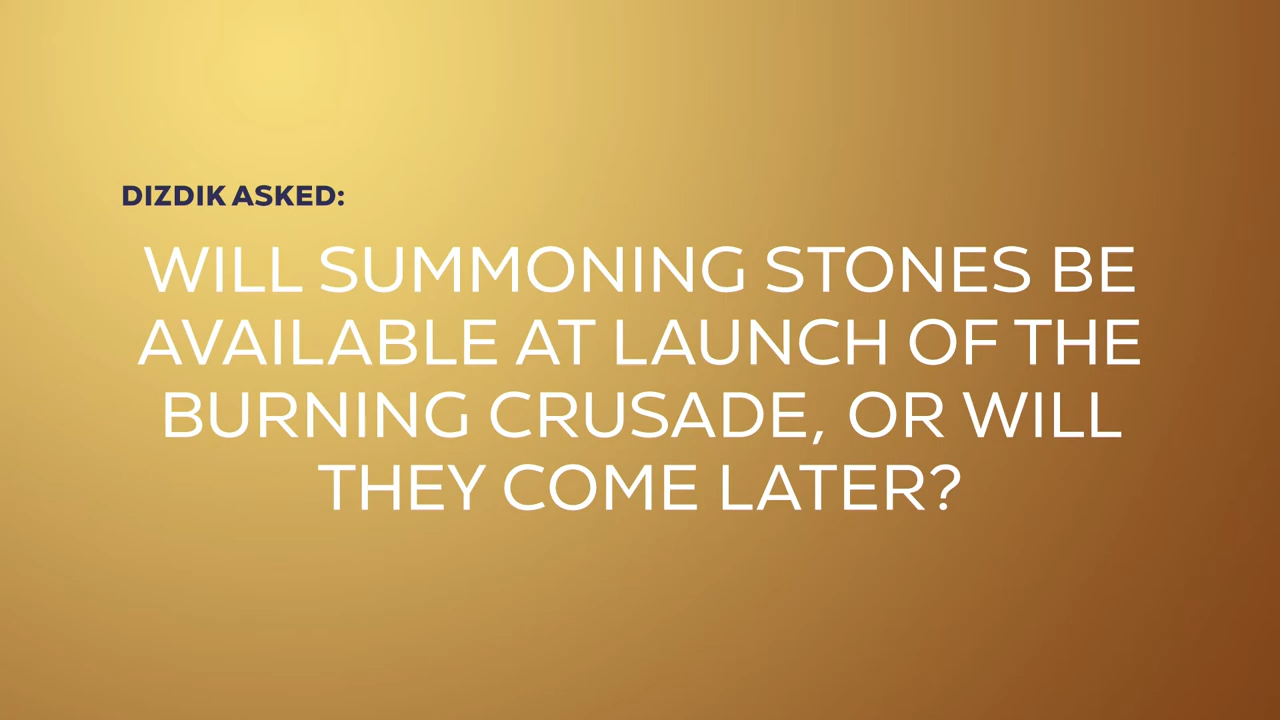 DIZDIK ASKED:
WILL SUMMONING STONES BE
AVAILABLE AT LAUNCH OF THE
BURNING CRUSADE, OR WILL
THEY COME LATER?